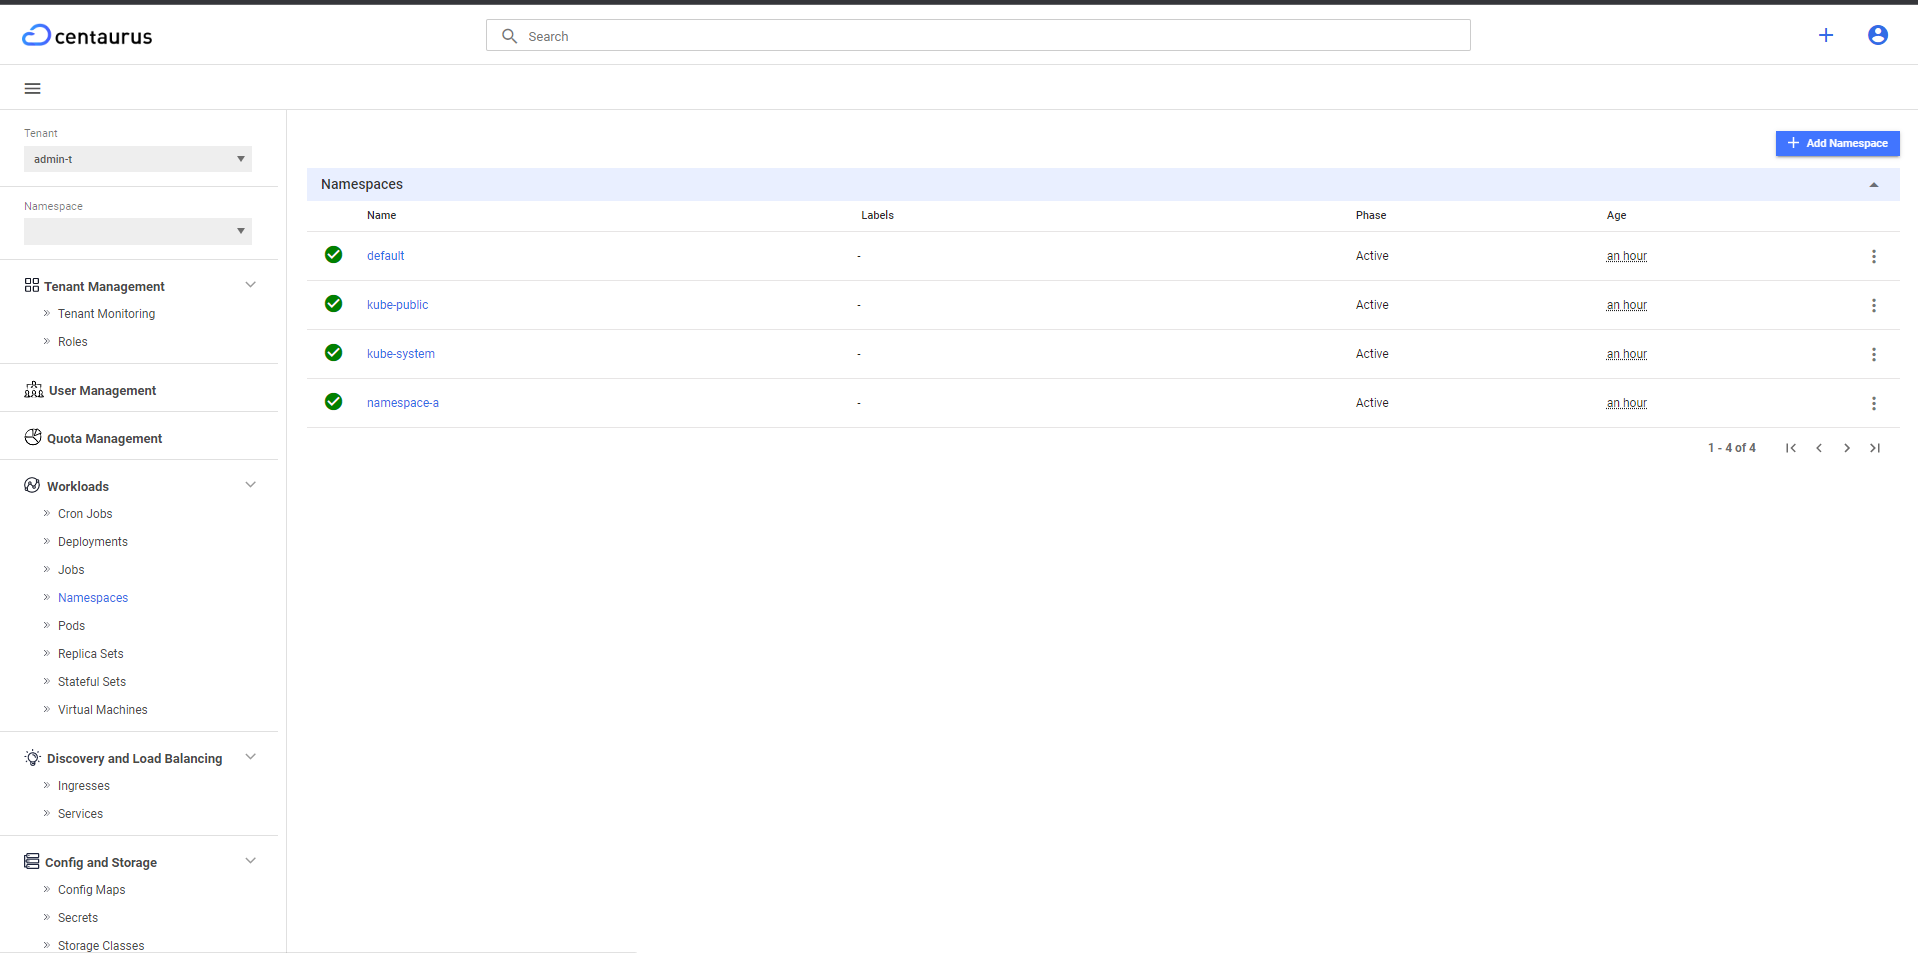 centaurus
Search
Tenant
admin-t
Namespace
Tenant Management
Tenant Monitoring
Roles
User Management
Quota Management
Workloads
Cron Jobs
Deployments
Jobs
Namespaces
Pods
Replica Sets
Stateful Sets
Virtual Machines
Discovery and Load Balancing
Ingresses
Services
Config and Storage
Config Maps
Secrets
Storage Classes
Add Namespace
Namespaces
Name Labels Phase Age
default - Active an hour
kube-public - Active an hour
kube-system - Active an hour
namespace-a - Active an hour
1 - 4 of 4